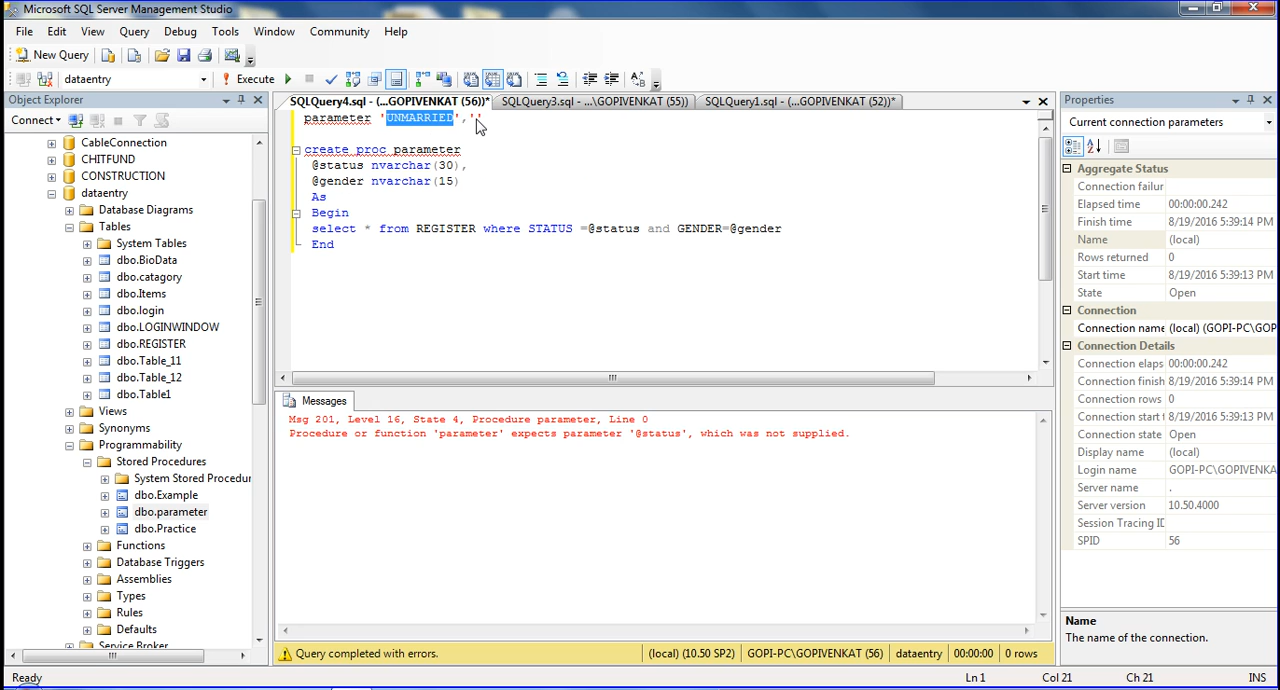 Microsoft SQL Server Management Studio
File Edit View Query Debug Tools Window Community Help
New Query
dataentry Execute
Object Explorer
Connect
CableConnection
CHITFUND
CONSTRUCTION
dataentry
Database Diagrams
Tables
System Tables
dbo.BioData
dbo.catagory
dbo.Items
dbo.login
dbo.LOGINWINDOW
dbo.REGISTER
dbo.Table_11
dbo.Table_12
dbo.Table1
Views
Synonyms
Programmability
Stored Procedures
System Stored Procedur
dbo.Example
dbo.parameter
dbo.Practice
Functions
Database Triggers
Assemblies
Types
Rules
Defaults
Service Broker
SQLQuery4.sql - (...GOPIVENKAT (56))* SQLQuery3.sql - ...\GOPIVENKAT (55)) SQLQuery1.sql - (...GOPIVENKAT (52))*
parameter 'UNMARRIED',''
create proc parameter
@status nvarchar(30),
@gender nvarchar(15)
As
Begin
select * from REGISTER where STATUS =@status and GENDER=@gender
End
Messages
Msg 201, Level 16, State 4, Procedure parameter, Line 0
Procedure or function 'parameter' expects parameter '@status', which was not supplied.
Query completed with errors. (local) (10.50 SP2) GOPI-PC\GOPIVENKAT (56) dataentry 00:00:00 0 rows
Properties
Current connection parameters
Aggregate Status
Connection failur
Elapsed time 00:00:00.242
Finish time 8/19/2016 5:39:14 PM
Name (local)
Rows returned 0
Start time 8/19/2016 5:39:13 PM
State Open
Connection
Connection name (local) (GOPI-PC\GOP
Connection Details
Connection elaps 00:00:00.242
Connection finish 8/19/2016 5:39:14 PM
Connection rows 0
Connection start t 8/19/2016 5:39:13 PM
Connection state Open
Display name (local)
Login name GOPI-PC\GOPIVENKA
Server name .
Server version 10.50.4000
Session Tracing ID
SPID 56
Name
The name of the connection.
Ready Ln 1 Col 21 Ch 21 INS